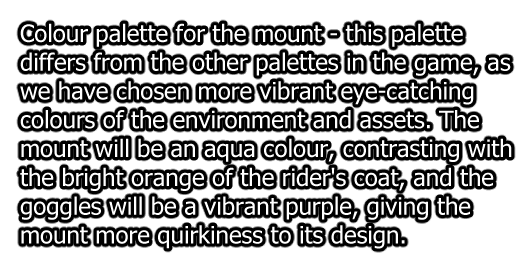 Colour palette for the mount - this palette
differs from the other palettes in the game, as
we have chosen more vibrant eye-catching
colours of the environment and assets. The
mount will be an aqua colour, contrasting with
the bright orange of the rider's coat, and the
goggles will be a vibrant purple, giving the
mount more quirkiness to its design.